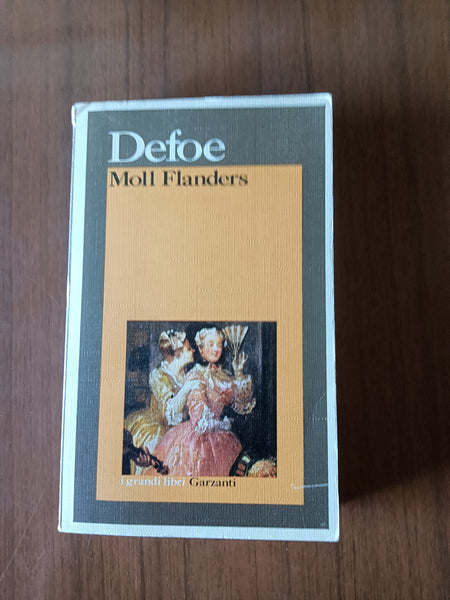 Defoe
Moll Flanders
i grandi libri Garzanti